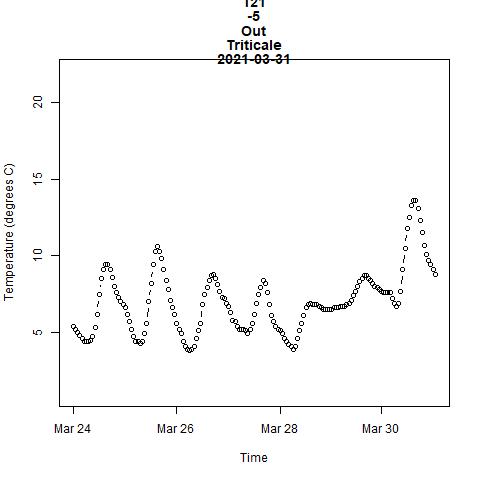 121
-5
Out
Triticale
2021-03-31
Temperature (degrees C)
20
15
10
5
Mar 24
Mar 26
Mar 28
Mar 30
Time